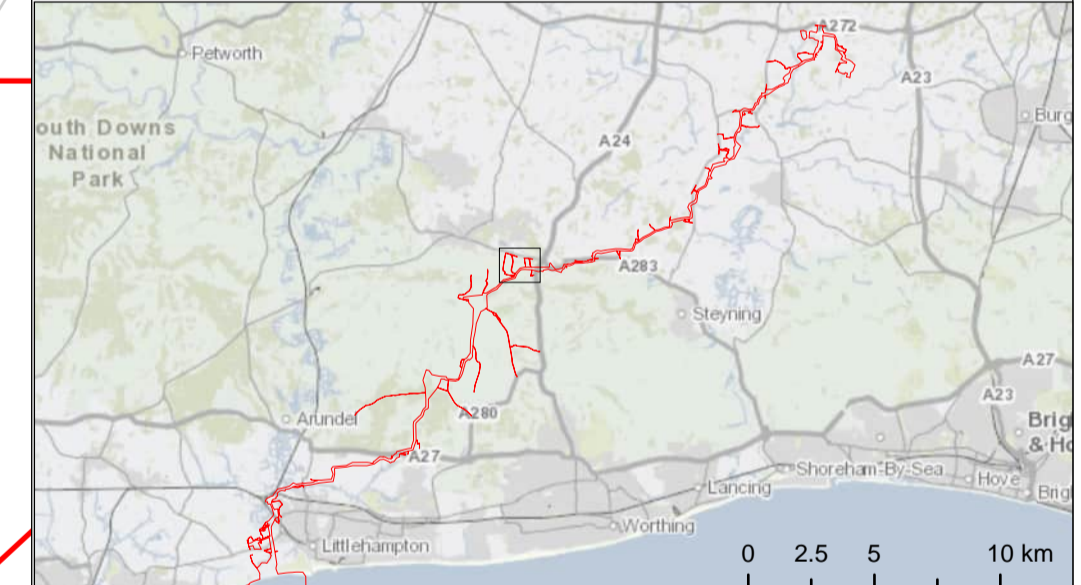 A272
Petworth
A23
Burg
outh Downs
National
Park
A24
A283
Steyning
A27
A23
Arundel
A280
Brig
& Ho
A27
Shoreham-By-Sea
Hove
Brig
Lancing
Worthing
Littlehampton
0 2.5 5 10 km